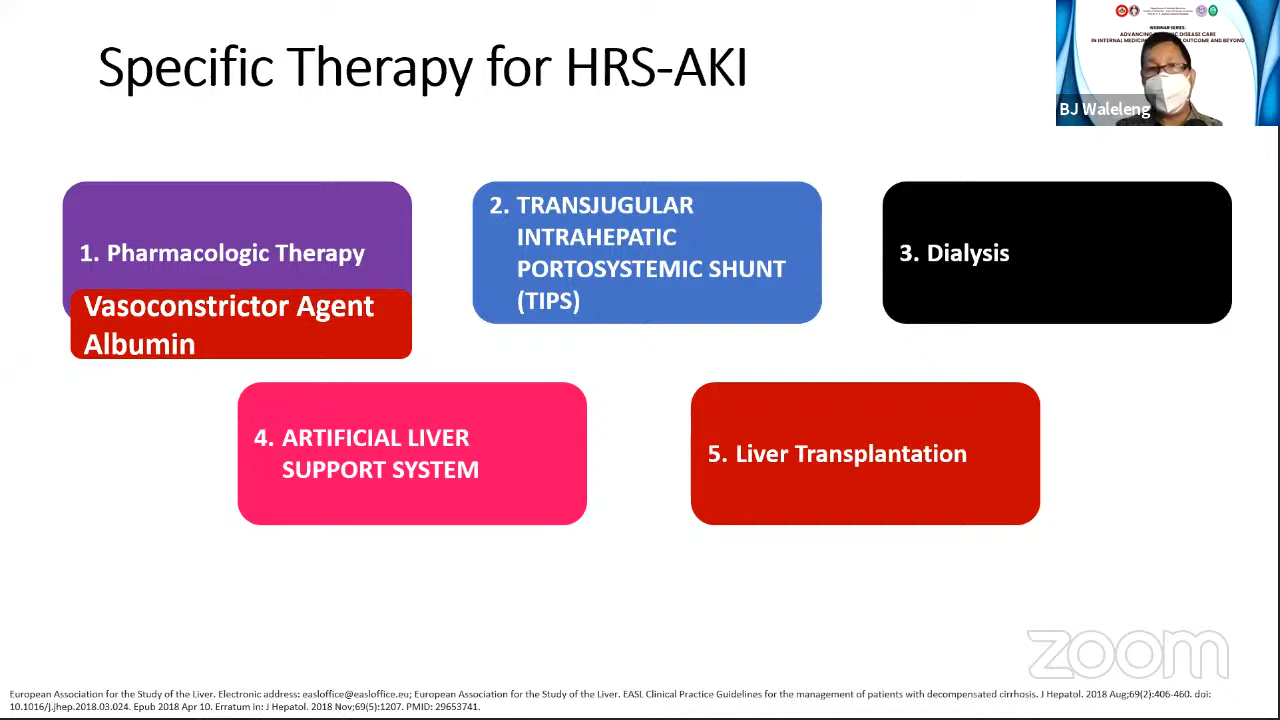 Specific Therapy for HRS-AKI
WEBINAR SERIES:
BJ Waleleng
1. Pharmacologic Therapy
Vasoconstrictor Agent
Albumin
2. TRANSJUGULAR
INTRAHEPATIC
PORTOSYSTEMIC SHUNT
(TIPS)
3. Dialysis
4. ARTIFICIAL LIVER
SUPPORT SYSTEM
5. Liver Transplantation
zoom
European Association for the Study of the Liver. Electronic address: easloffice@easloffice.eu; European Association for the Study of the Liver. EASL Clinical Practice Guidelines for the management of patients with decompensated cirrhosis. J Hepatol. 2018 Aug;69(2):406-460. doi:
10.1016/j.jhep.2018.03.024. Epub 2018 Apr 10. Erratum in: J Hepatol. 2018 Nov;69(5):1207. PMID: 29653741.